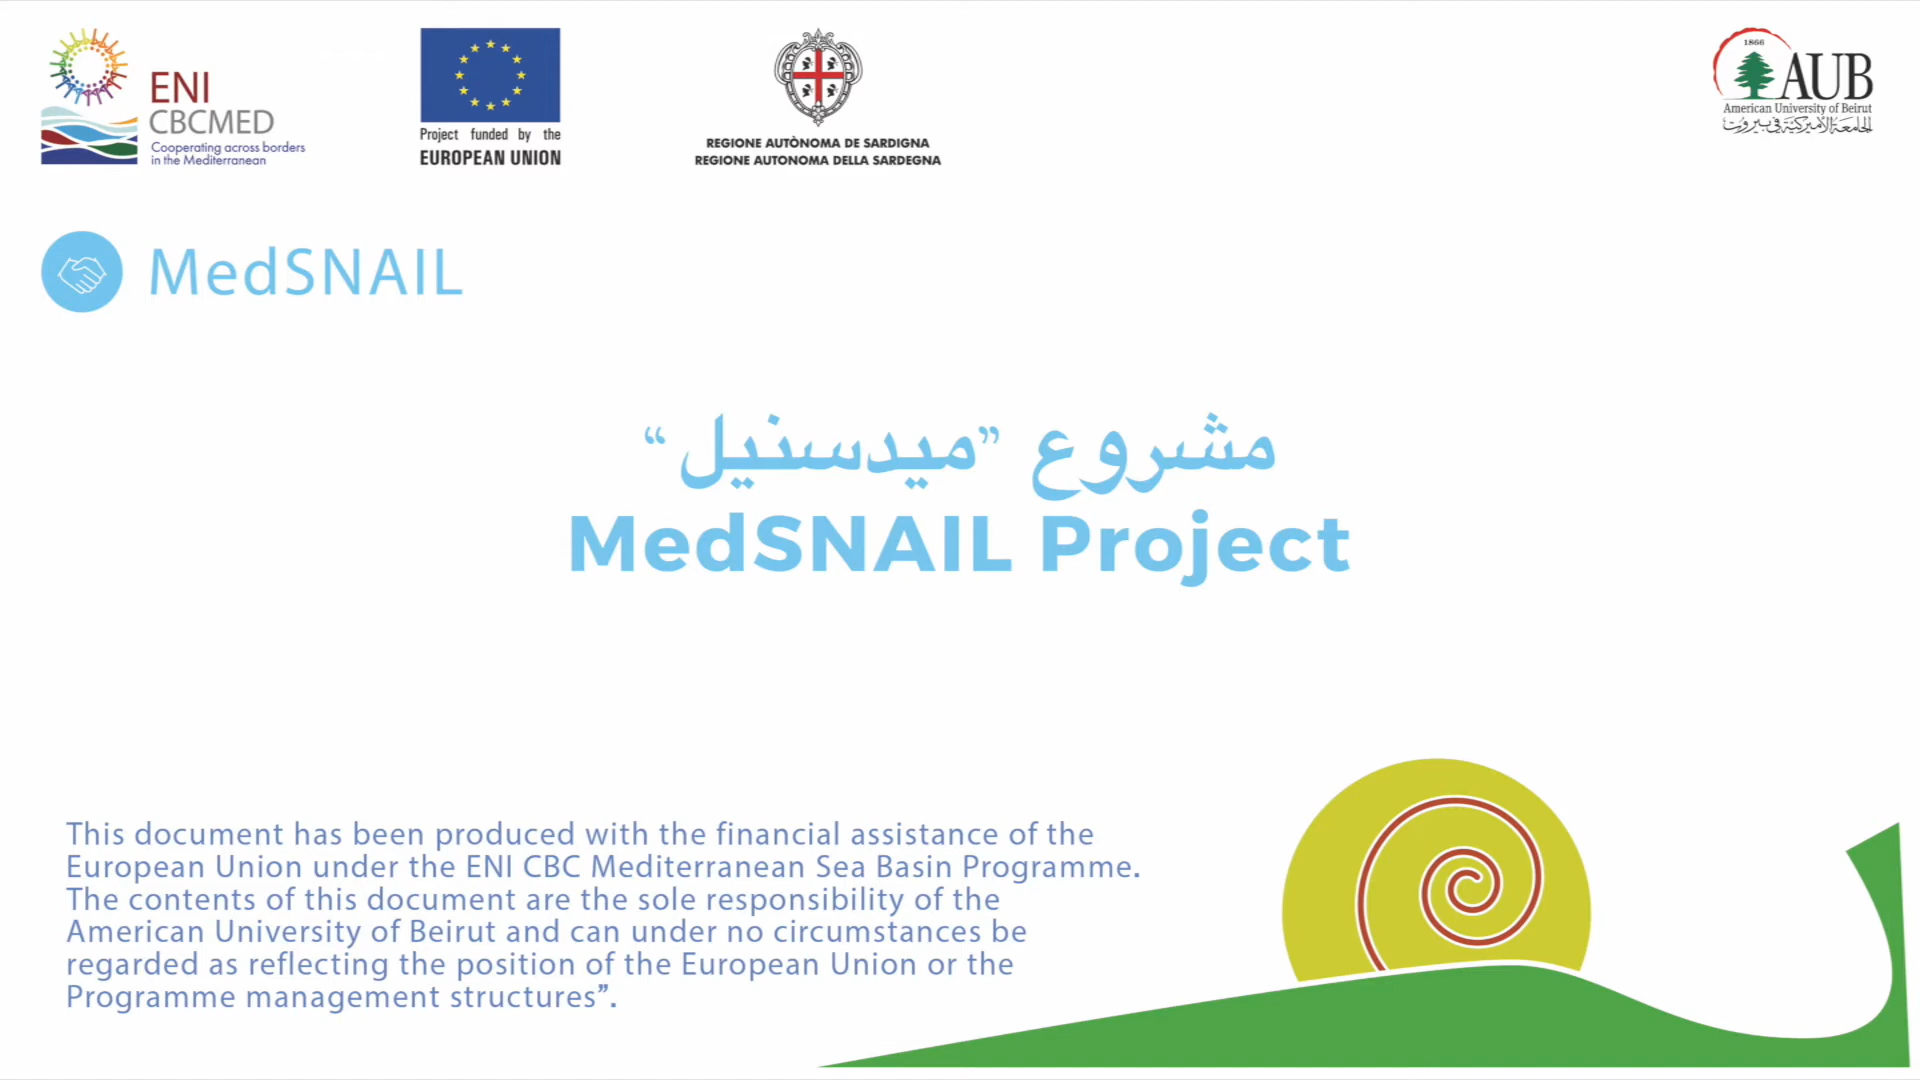 ENI
CBCMED
Cooperating across borders
in the Mediterranean
Project funded by the
EUROPEAN UNION
REGIONE AUTÒNOMA DE SARDIGNA
REGIONE AUTONOMA DELLA SARDEGNA
1866
AUB
American University of Beirut
الجامعة الأميركية في بيروت
MedSNAIL
مشروع ”ميدسنيل“
MedSNAIL Project
This document has been produced with the financial assistance of the
European Union under the ENI CBC Mediterranean Sea Basin Programme.
The contents of this document are the sole responsibility of the
American University of Beirut and can under no circumstances be
regarded as reflecting the position of the European Union or the
Programme management structures”.